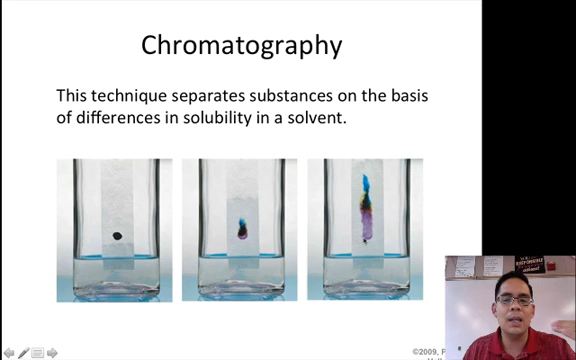 Chromatography
This technique separates substances on the basis
of differences in solubility in a solvent.
©2009, P